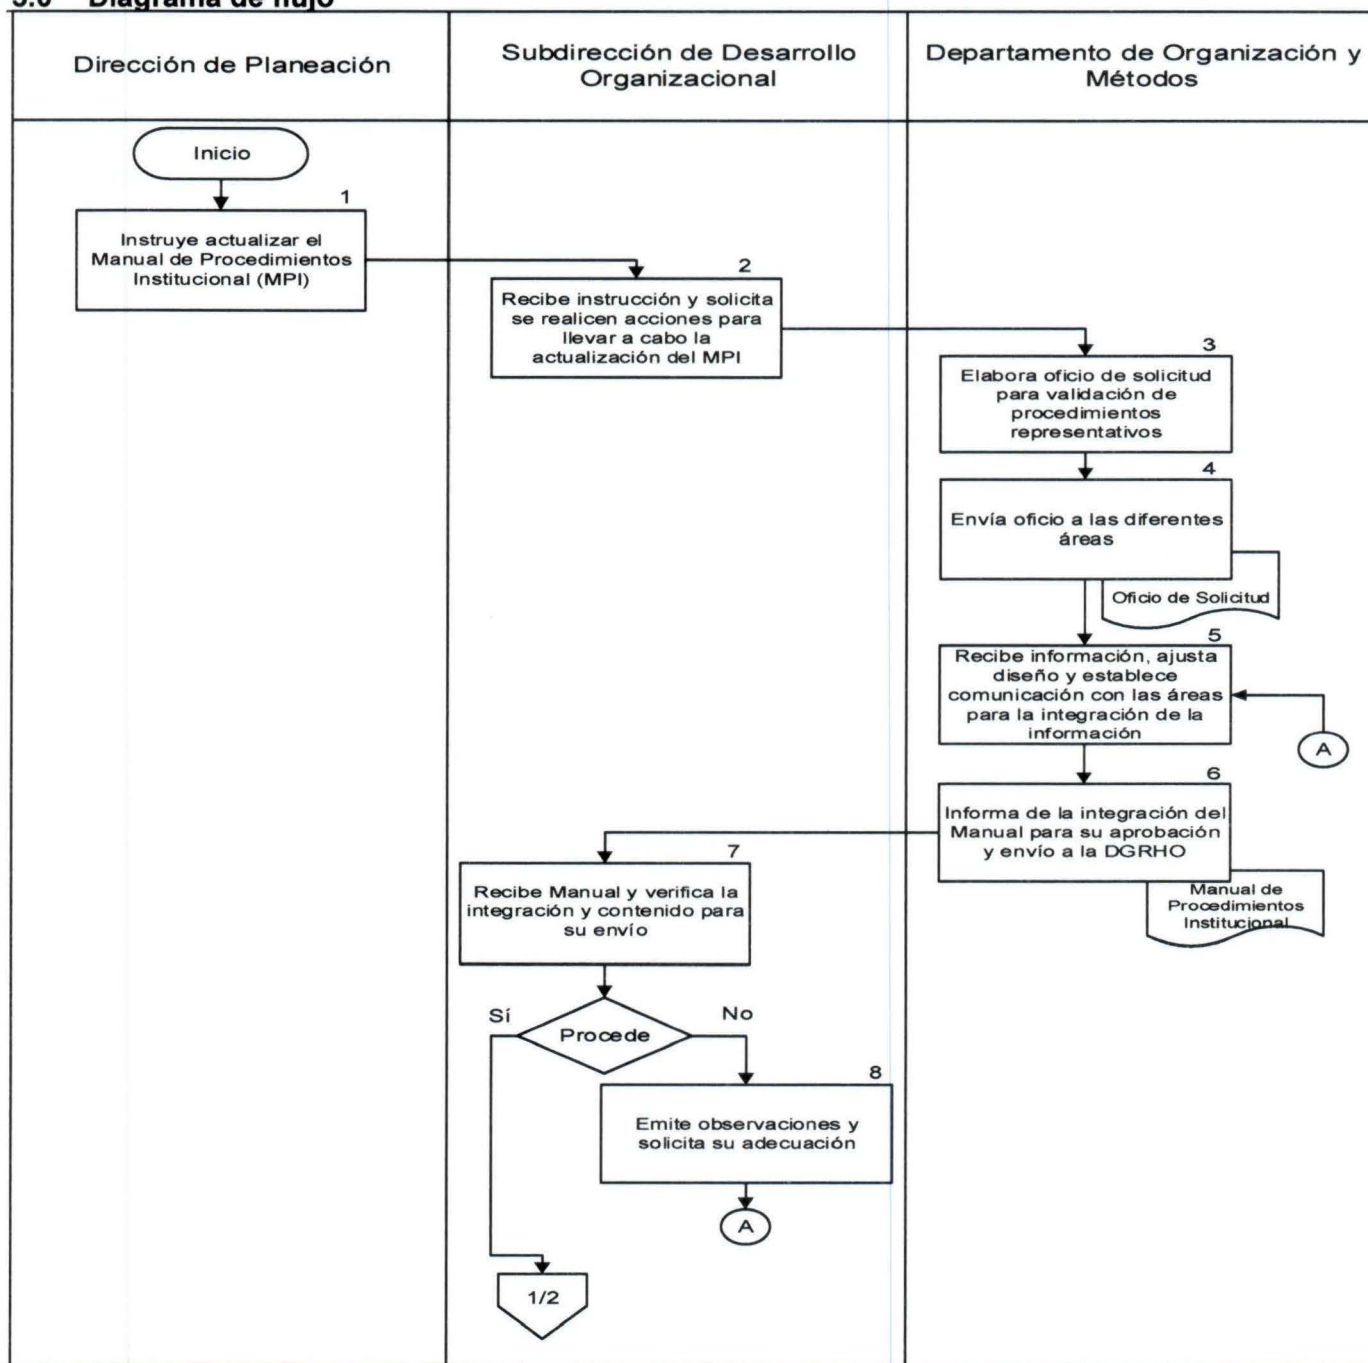 5.0 Diagrama de flujo
Dirección de Planeación
Subdirección de Desarrollo
Organizacional
Departamento de Organización y
Métodos
Inicio
1
Instruye actualizar el
Manual de Procedimientos
Institucional (MPI)
2
Recibe instrucción y solicita
se realicen acciones para
llevar a cabo la
actualización del MPI
3
Elabora oficio de solicitud
para validación de
procedimientos
representativos
4
Envía oficio a las diferentes
áreas
Oficio de Solicitud
5
Recibe información, ajusta
diseño y establece
comunicación con las áreas
para la integración de la
información
A
6
Informa de la integración del
Manual para su aprobación
y envío a la DGRHO
Manual de
Procedimientos
Institucional
7
Recibe Manual y verifica la
integración y contenido para
su envío
Sí
Procede
No
8
Emite observaciones y
solicita su adecuación
A
1/2